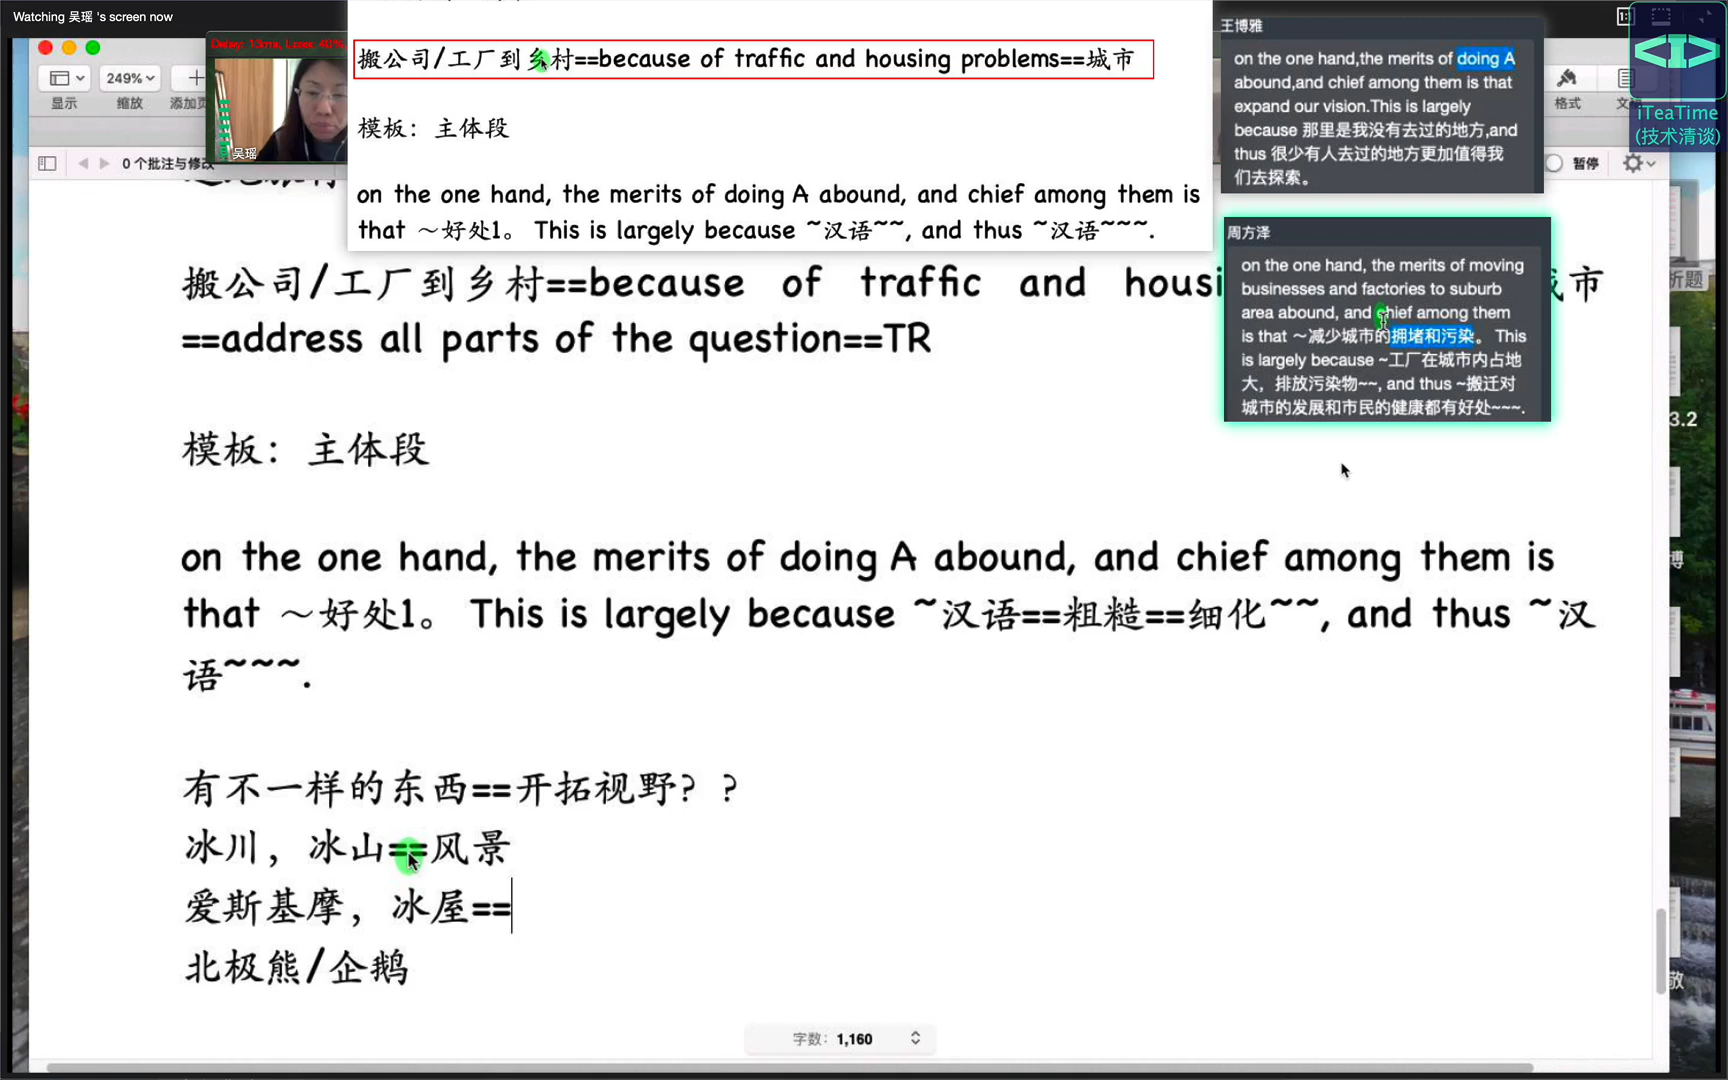 Watching 吴瑶 's screen now
249%
显示
缩放
吴瑶
0 个批注与修改
搬公司/工厂到乡村==because of traffic and housing problems==城市
模板：主体段
on the one hand, the merits of doing A abound, and chief among them is
that ～好处1。 This is largely because ~汉语~~, and thus ~汉语~~~.
王博雅
on the one hand,the merits of doing A
abound,and chief among them is that
expand our vision.This is largely
because 那里是我没有去过的地方,and
thus 很少有人去过的地方更加值得我
们去探索。
周方泽
on the one hand, the merits of moving
businesses and factories to suburb
area abound, and chief among them
is that ～减少城市的拥堵和污染。 This
is largely because ~工厂在城市内占地
大，排放污染物~~, and thus ~搬迁对
城市的发展和市民的健康都有好处~~~.
iTeaTime
(技术清谈)
格式
暂停
搬公司/工厂到乡村==because of traffic and housi
市
==address all parts of the question==TR
模板：主体段
on the one hand, the merits of doing A abound, and chief among them is
that ～好处1。 This is largely because ~汉语==粗糙==细化~~, and thus ~汉
语~~~.
有不一样的东西==开拓视野？？
冰川，冰山==风景
爱斯基摩，冰屋==
北极熊/企鹅
字数：1,160
析题
3.2